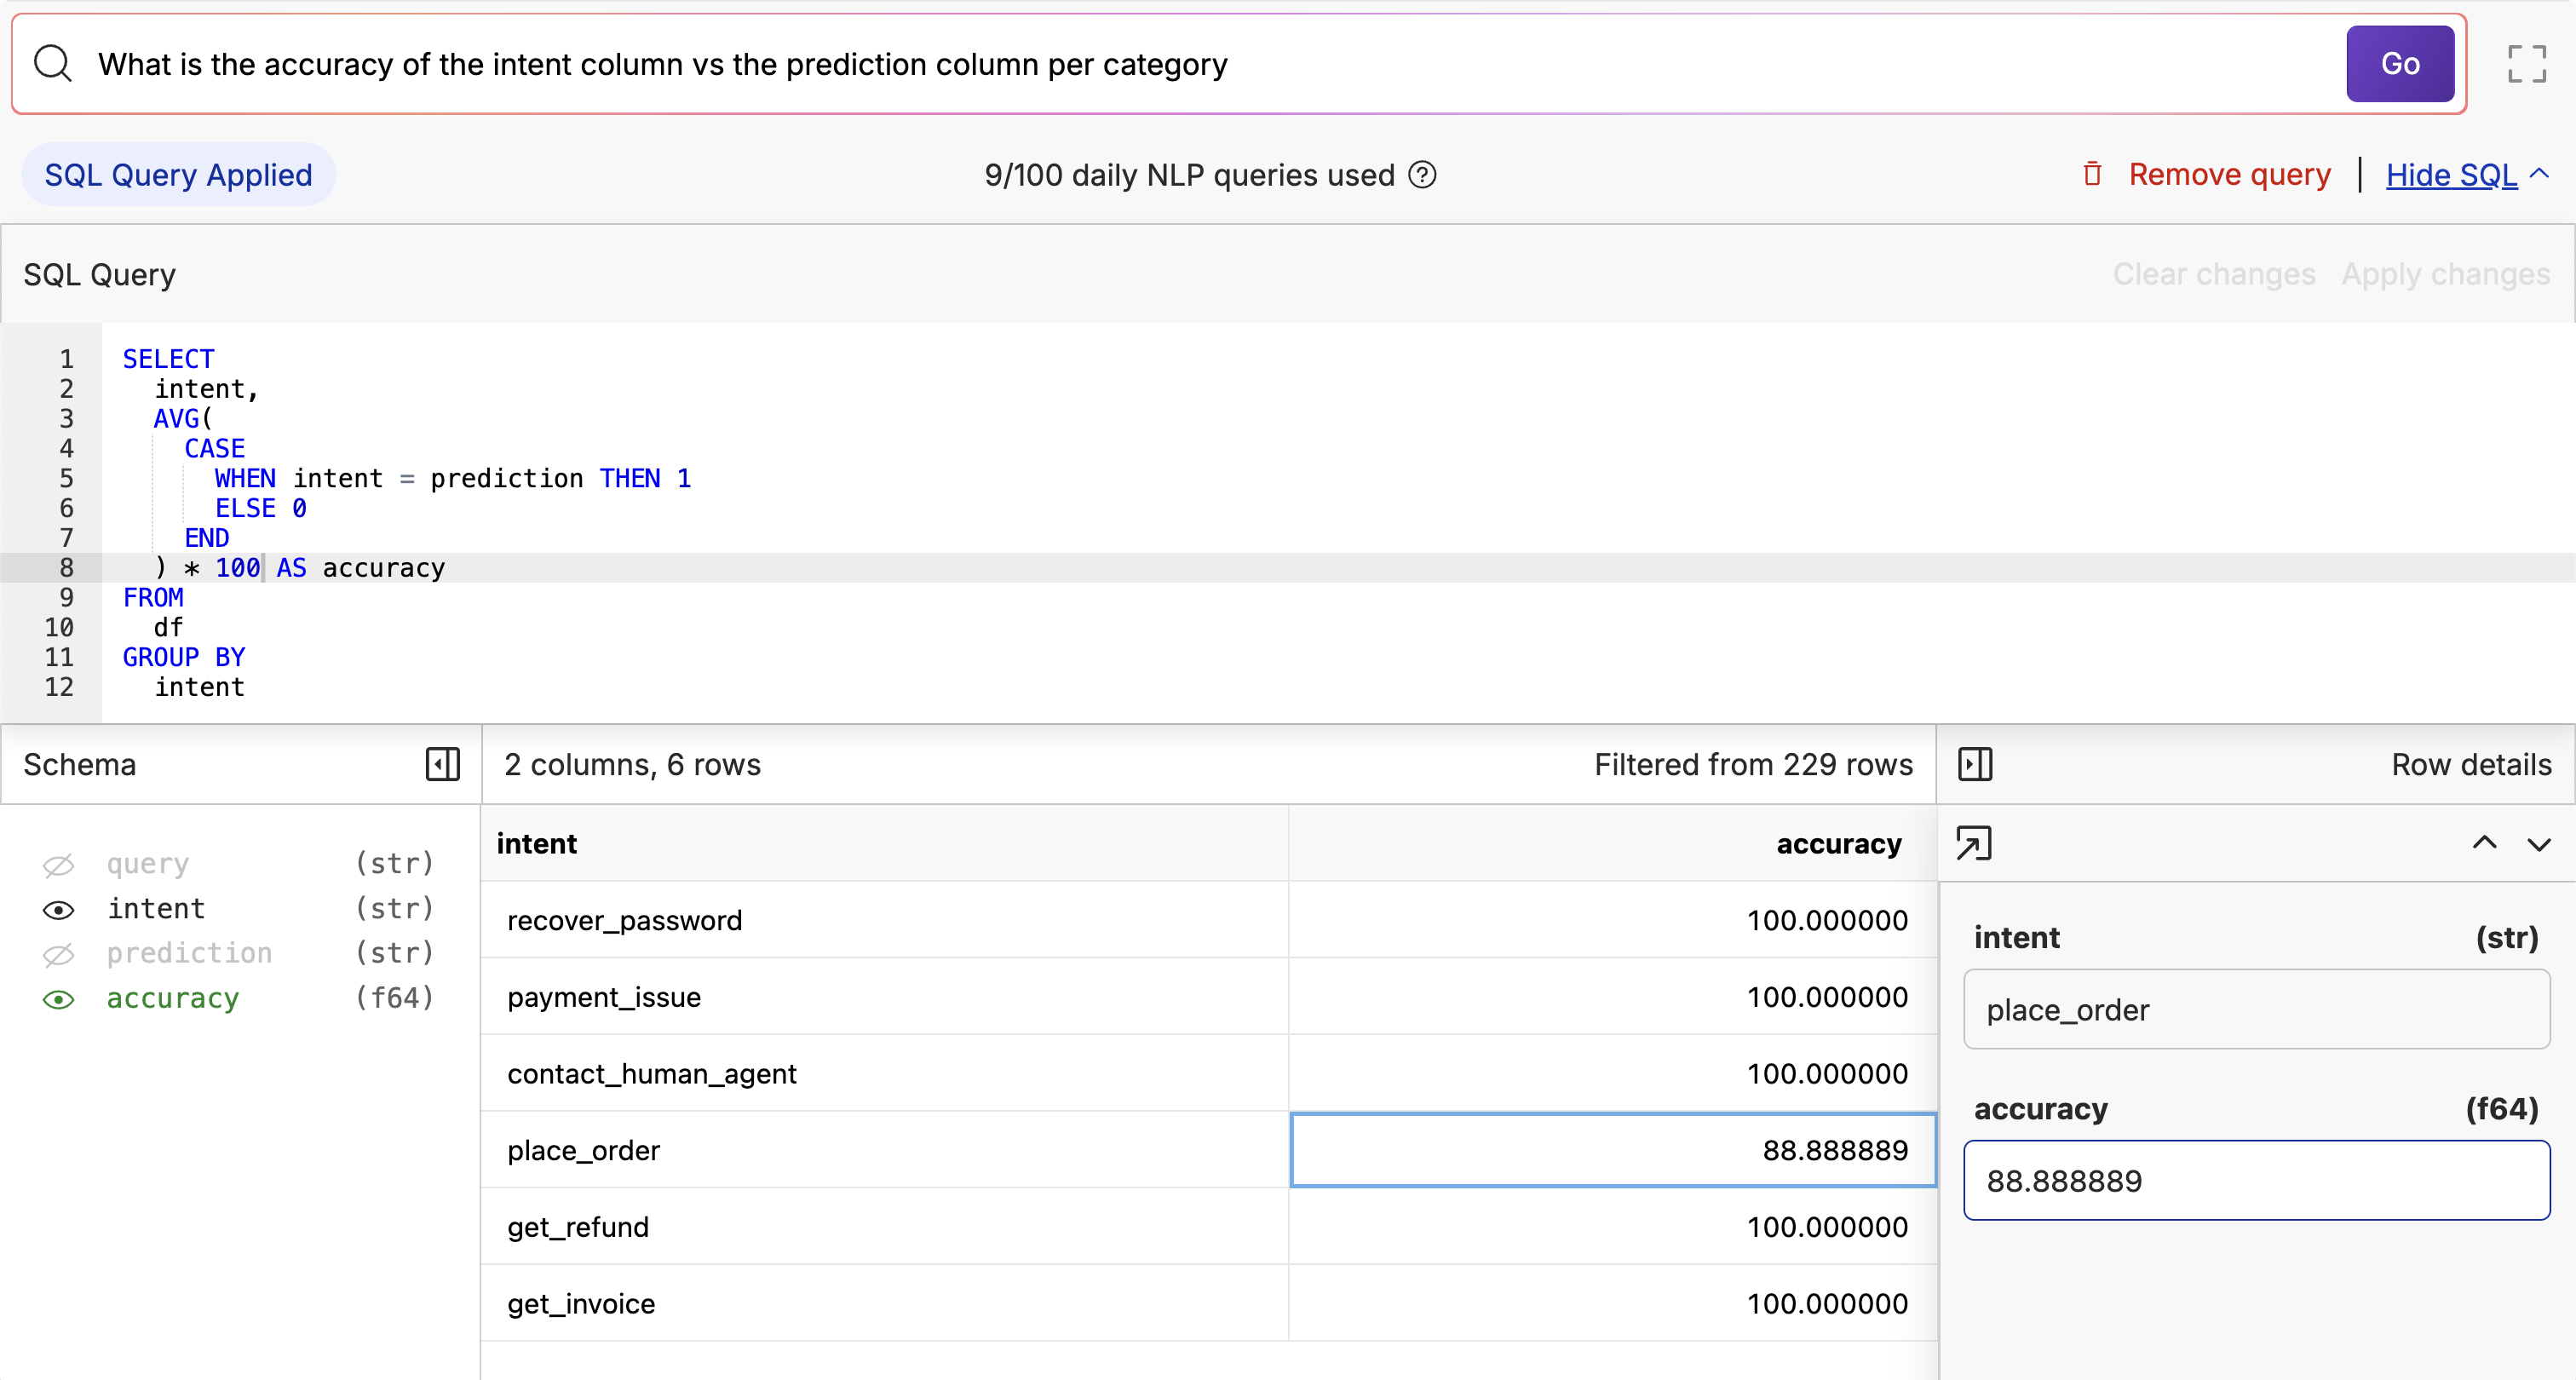 What is the accuracy of the intent column vs the prediction column per category
Go
SQL Query Applied
9/100 daily NLP queries used ?
Remove query | Hide SQL
SQL Query
Clear changes Apply changes
1 SELECT
2 intent,
3 AVG(
4 CASE
5 WHEN intent = prediction THEN 1
6 ELSE 0
7 END
8 ) * 100 AS accuracy
9 FROM
10 df
11 GROUP BY
12 intent
Schema
2 columns, 6 rows
Filtered from 229 rows
Row details
query (str)
intent (str)
prediction (str)
accuracy (f64)
intent accuracy
recover_password 100.000000
payment_issue 100.000000
contact_human_agent 100.000000
place_order 88.888889
get_refund 100.000000
get_invoice 100.000000
intent (str)
place_order
accuracy (f64)
88.888889